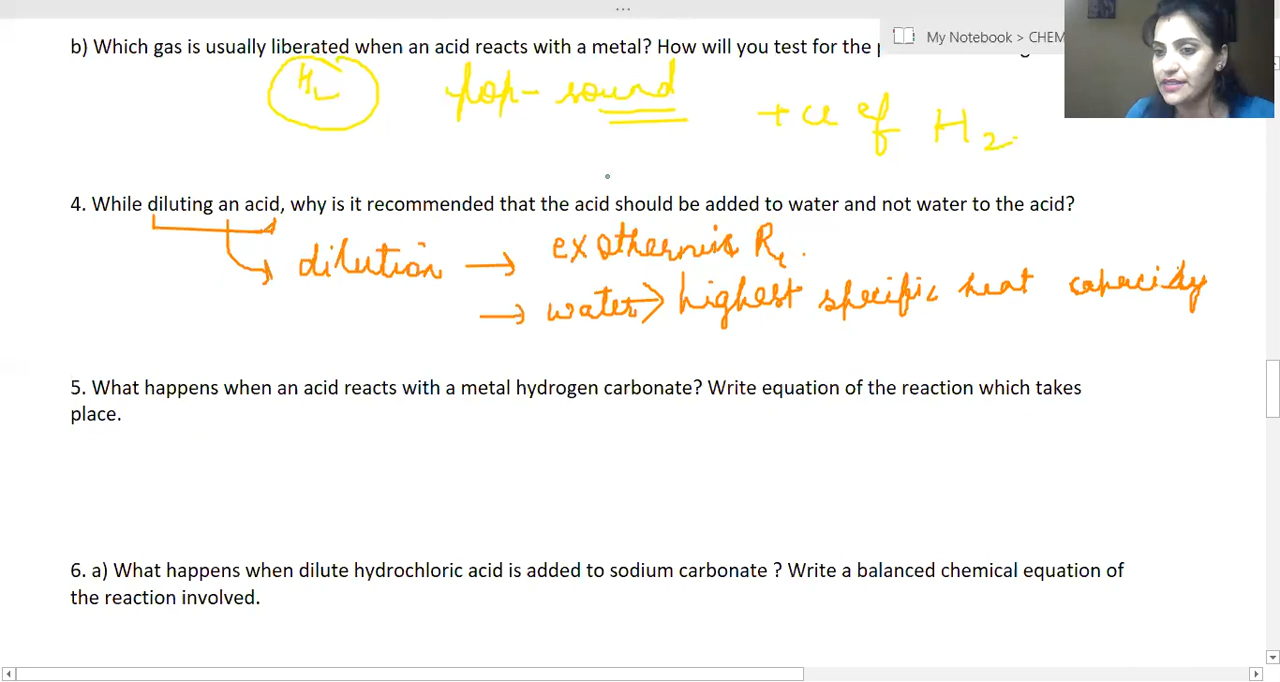 ...
My Notebook > CHEM
b) Which gas is usually liberated when an acid reacts with a metal? How will you test for the
H2 pop- sound +ve of H2.
4. While diluting an acid, why is it recommended that the acid should be added to water and not water to the acid?
dilution → exothermic Rx.
→ water > highest specific heat capacity
5. What happens when an acid reacts with a metal hydrogen carbonate? Write equation of the reaction which takes
place.
6. a) What happens when dilute hydrochloric acid is added to sodium carbonate ? Write a balanced chemical equation of
the reaction involved.